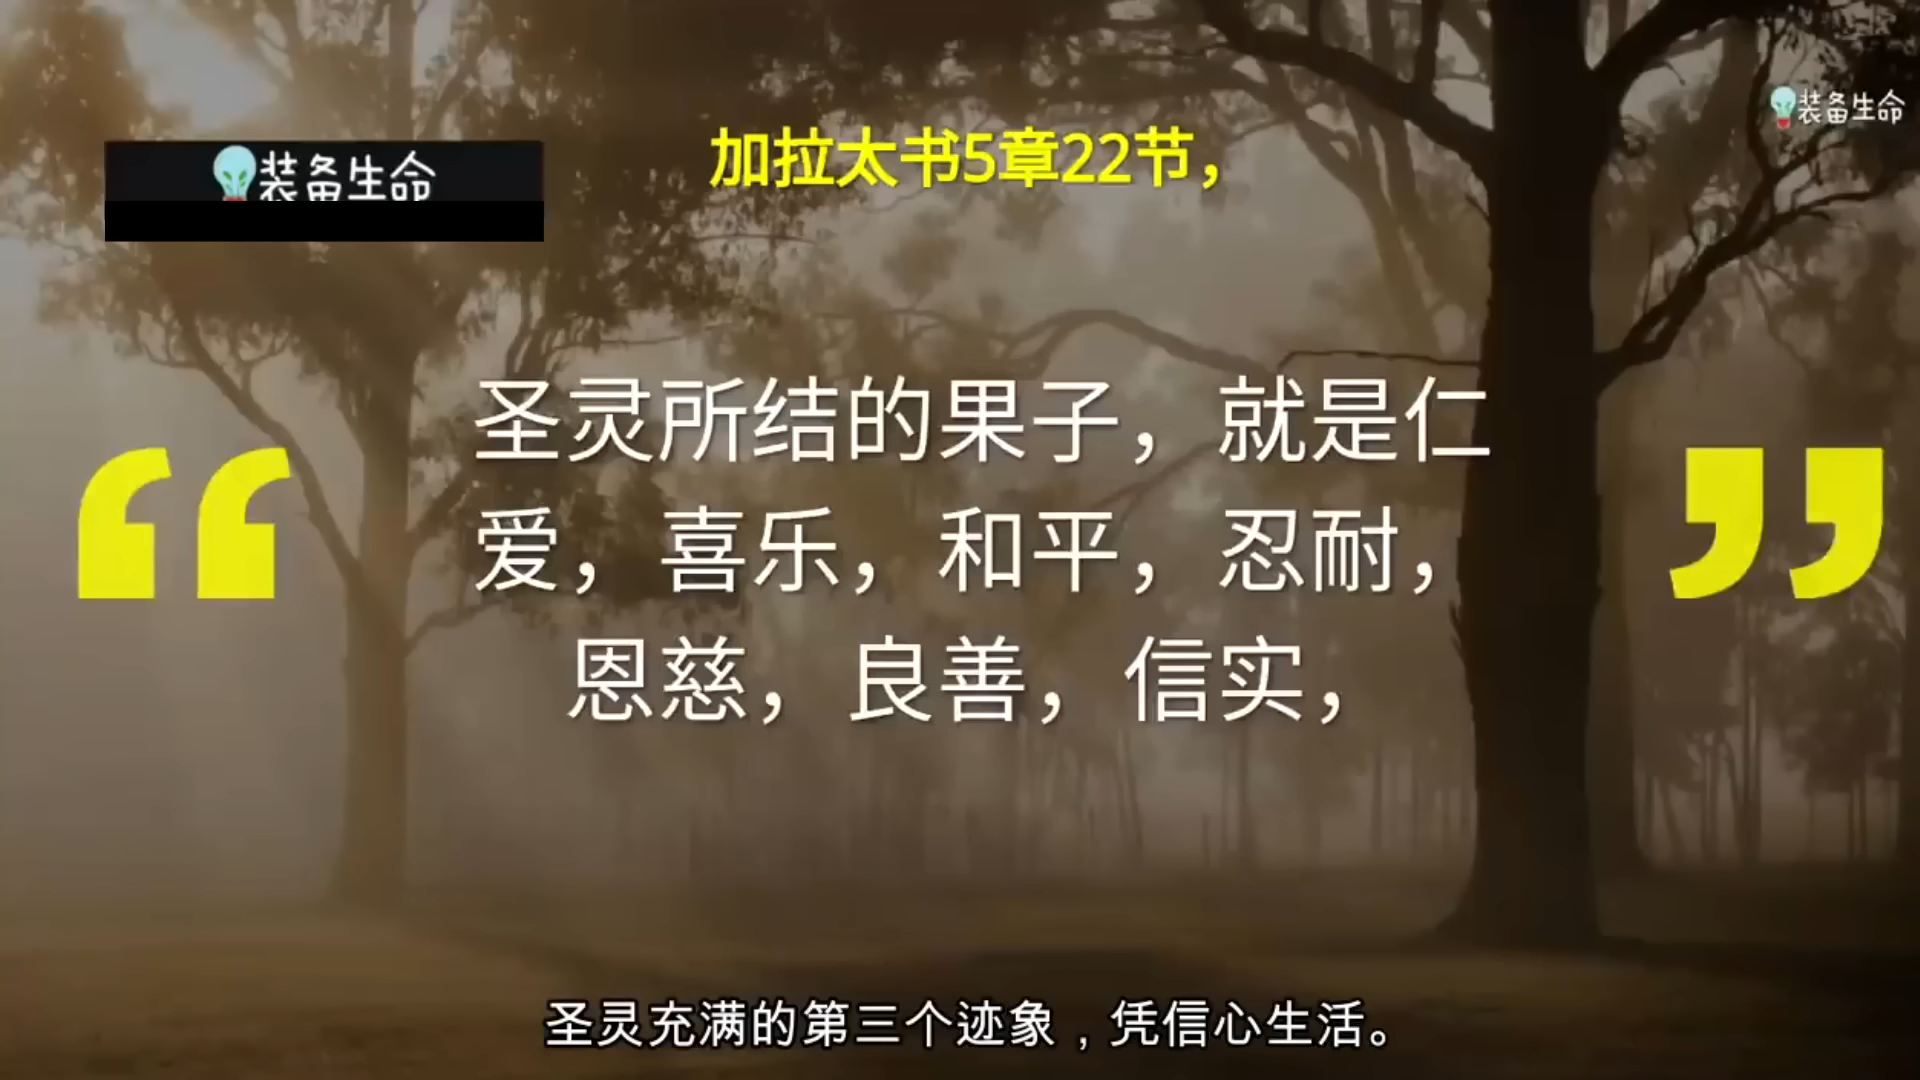 装备生命
装备生命
加拉太书5章22节，
“圣灵所结的果子，就是仁
爱，喜乐，和平，忍耐，
恩慈，良善，信实，”
圣灵充满的第三个迹象，凭信心生活。